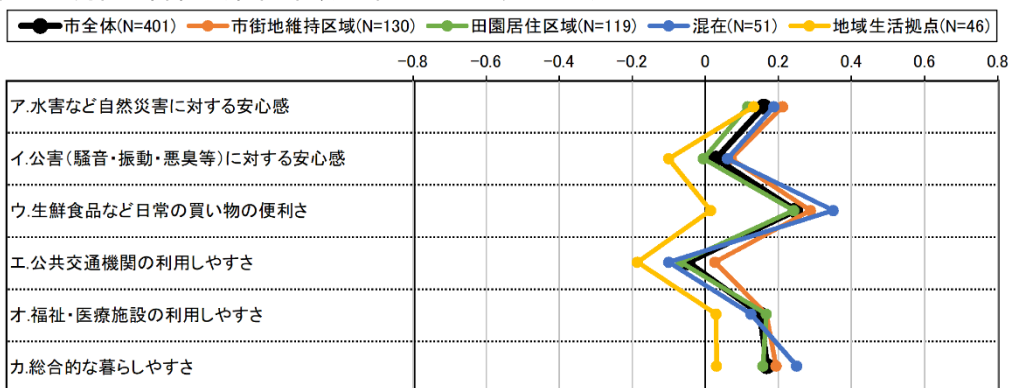 市全体(N=401) 市街地維持区域(N=130) 田園居住区域(N=119) 混在(N=51) 地域生活拠点(N=46)
-0.8 -0.6 -0.4 -0.2 0 0.2 0.4 0.6 0.8
ア.水害など自然災害に対する安心感
イ.公害(騒音・振動・悪臭等)に対する安心感
ウ.生鮮食品など日常の買い物の便利さ
エ.公共交通機関の利用しやすさ
オ.福祉・医療施設の利用しやすさ
カ.総合的な暮らしやすさ